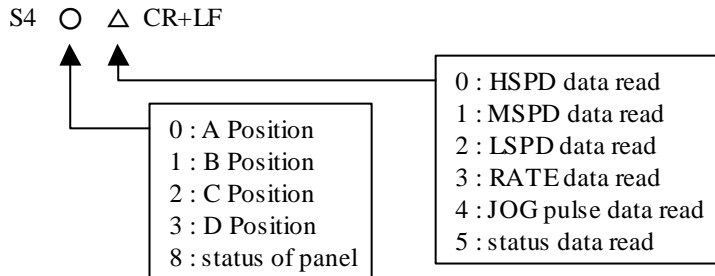 S4 ○ △ CR+LF
0 : HSPD data read
1 : MSPD data read
2 : LSPD data read
3 : RATE data read
4 : JOG pulse data read
5 : status data read
0 : A Position
1 : B Position
2 : C Position
3 : D Position
8 : status of panel